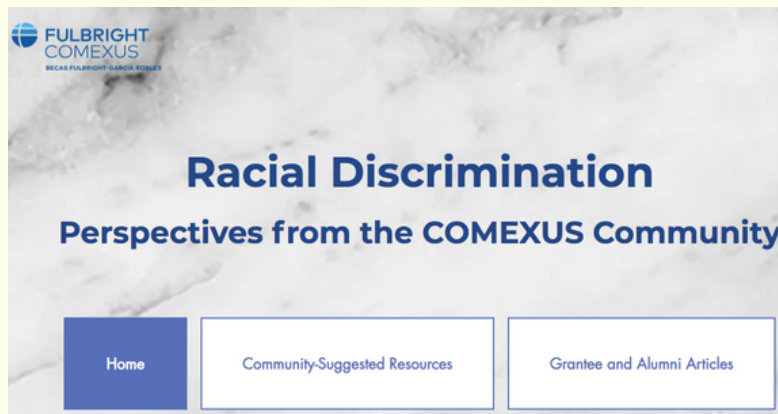 FULBRIGHT
COMEXUS
BECAS FULBRIGHT-GARCÍA ROBLES
Racial Discrimination
Perspectives from the COMEXUS Community
Home
Community-Suggested Resources
Grantee and Alumni Articles